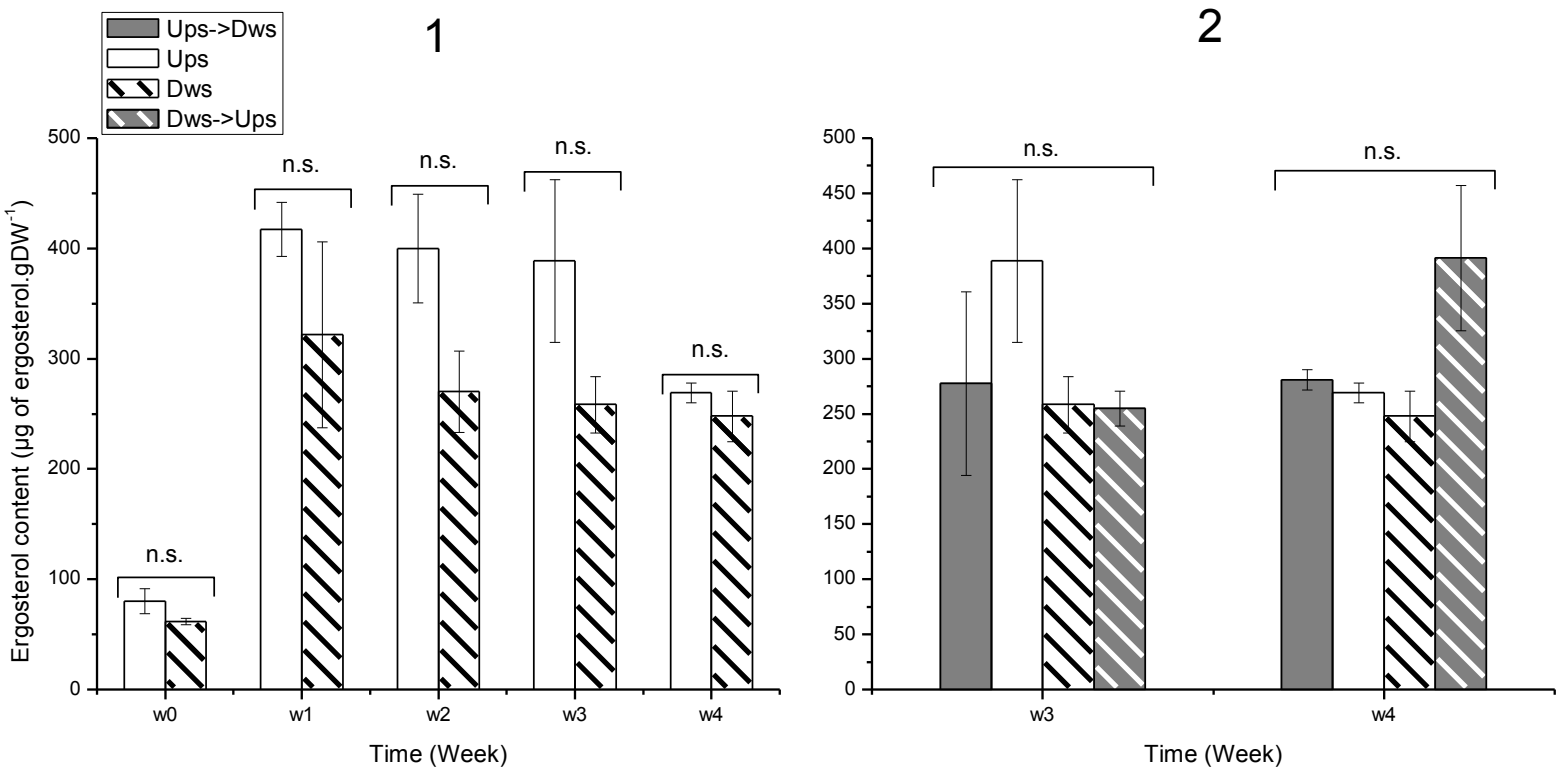 1
2
Ups->Dws
Ups
Dws
Dws->Ups
Ergosterol content (µg of ergosterol.gDW⁻¹)
500
400
300
200
100
0
n.s.
n.s.
n.s.
n.s.
n.s.
w0
w1
w2
w3
w4
Time (Week)
500
450
400
350
300
250
200
150
100
50
0
n.s.
n.s.
w3
w4
Time (Week)